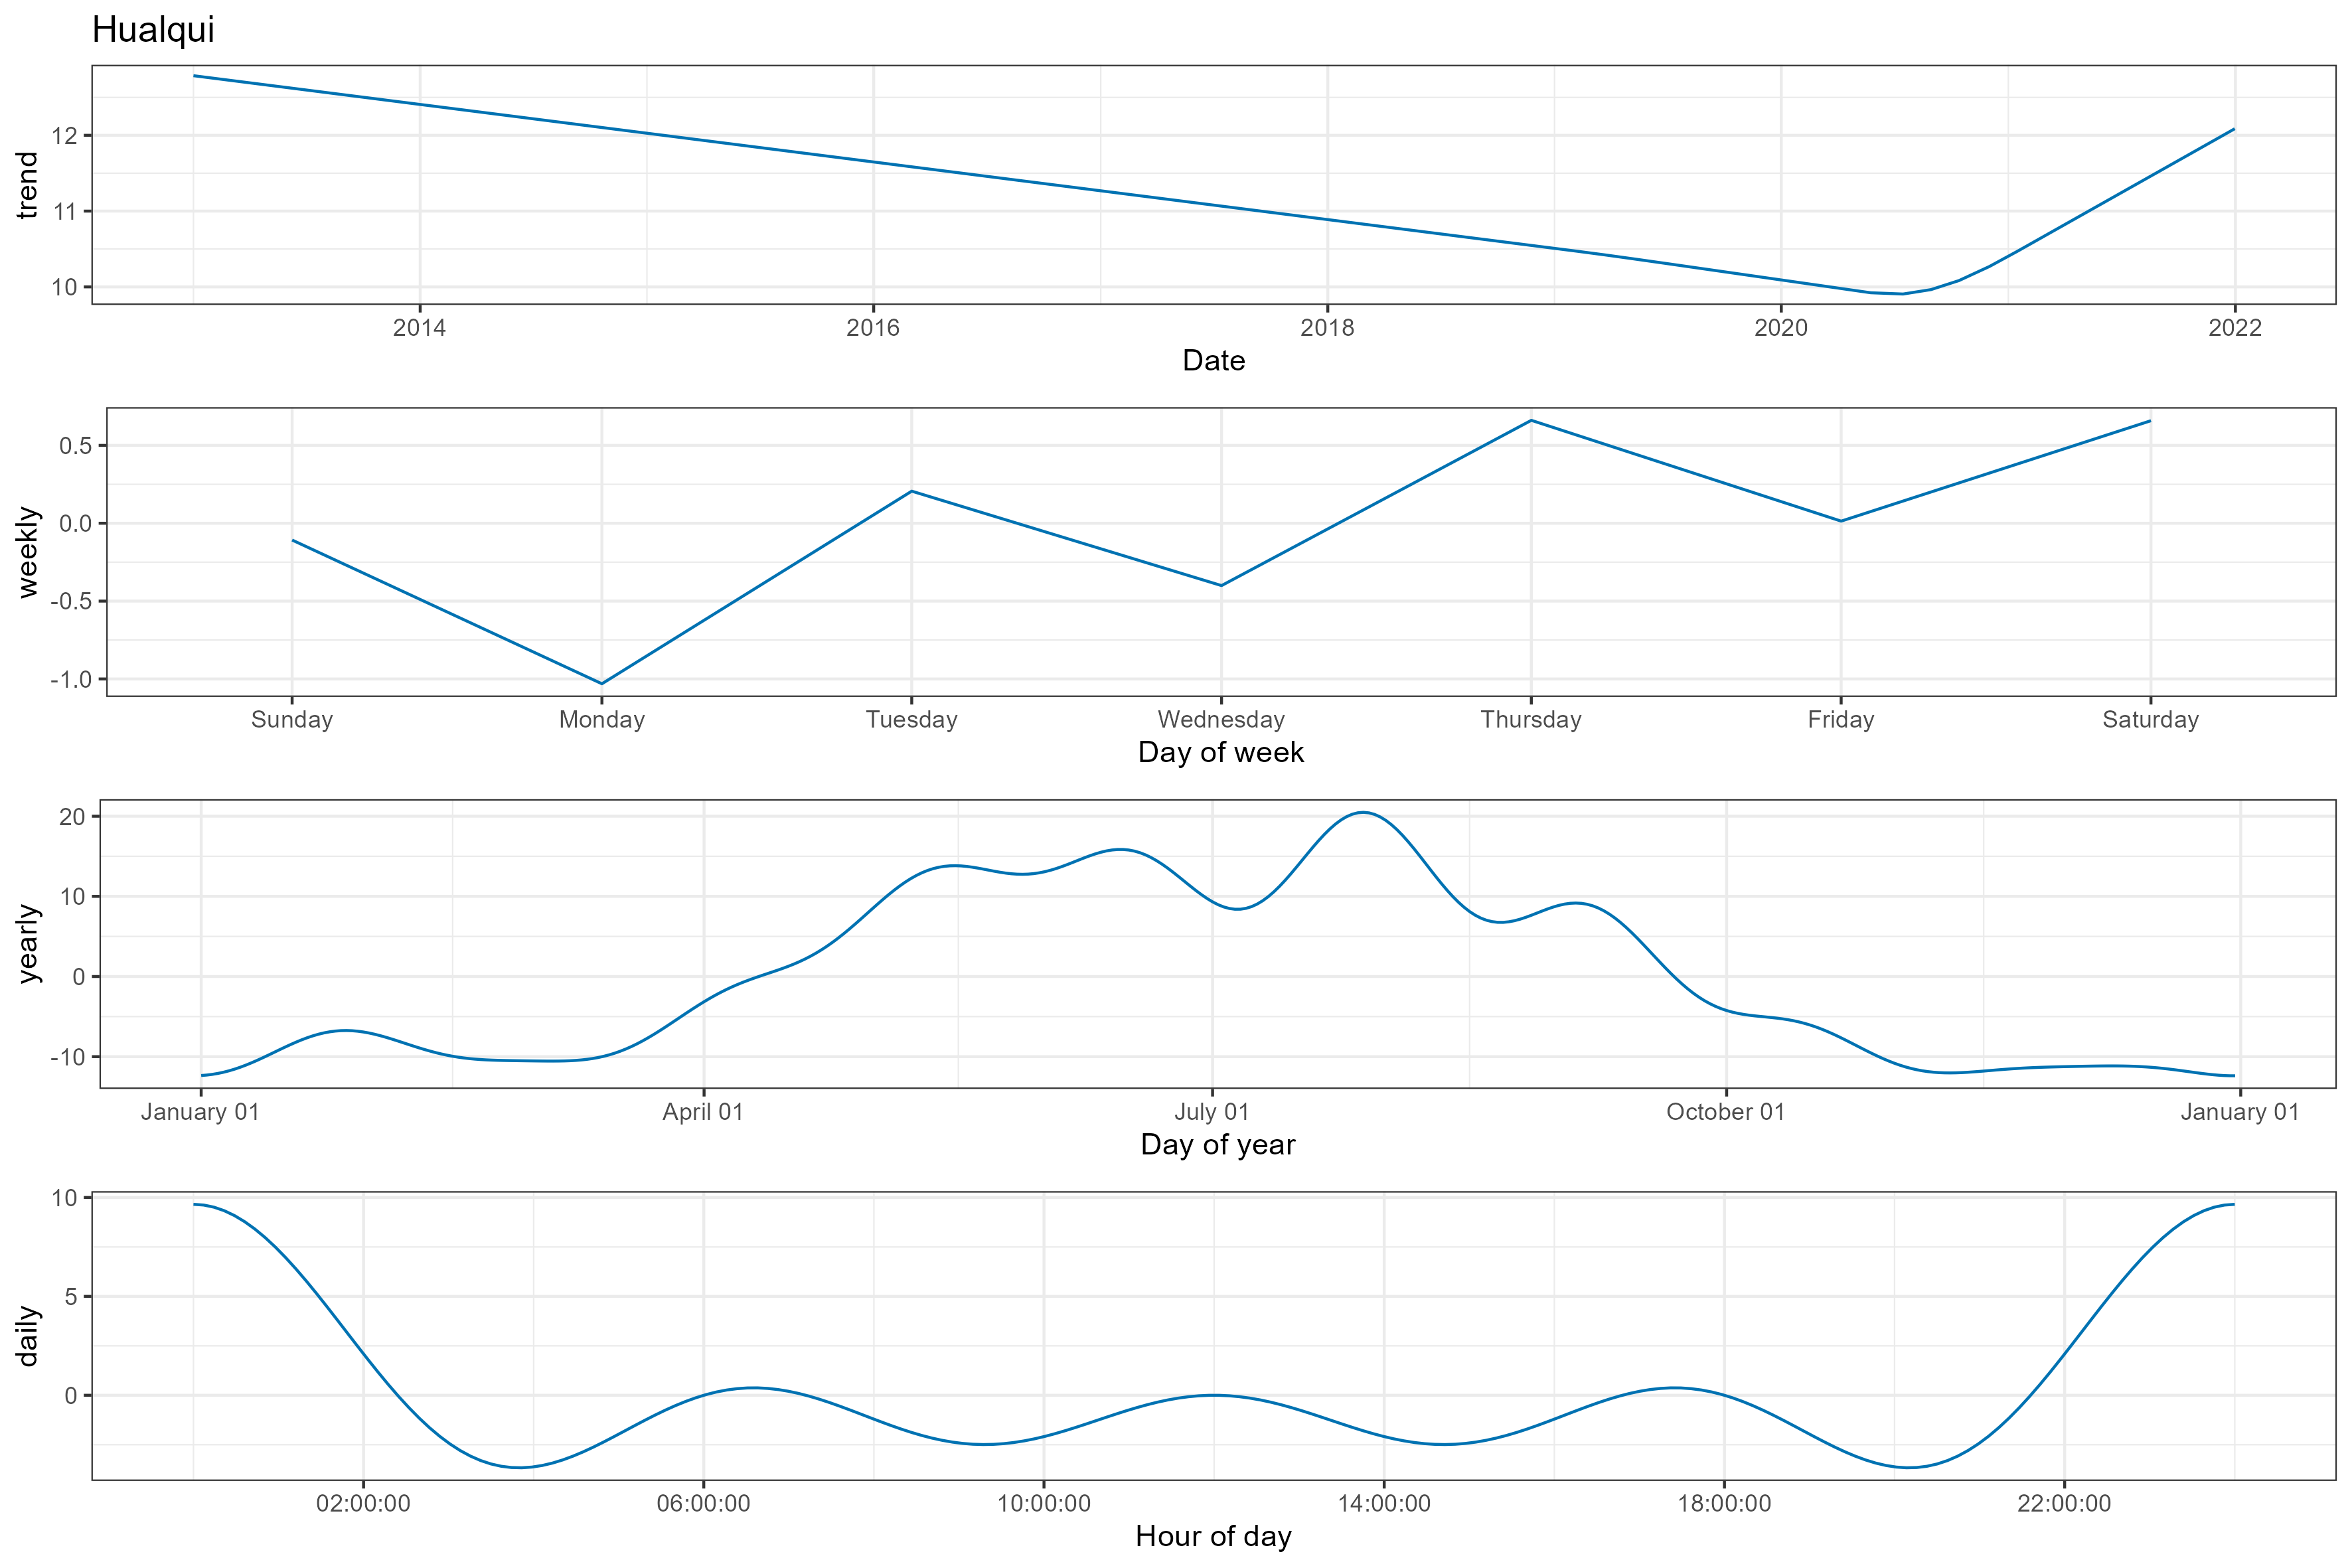 Hualqui
trend
12
11
10
2014 2016 2018 2020 2022
Date
weekly
0.5
0.0
-0.5
-1.0
Sunday Monday Tuesday Wednesday Thursday Friday Saturday
Day of week
yearly
20
10
0
-10
January 01 April 01 July 01 October 01 January 01
Day of year
daily
10
5
0
02:00:00 06:00:00 10:00:00 14:00:00 18:00:00 22:00:00
Hour of day